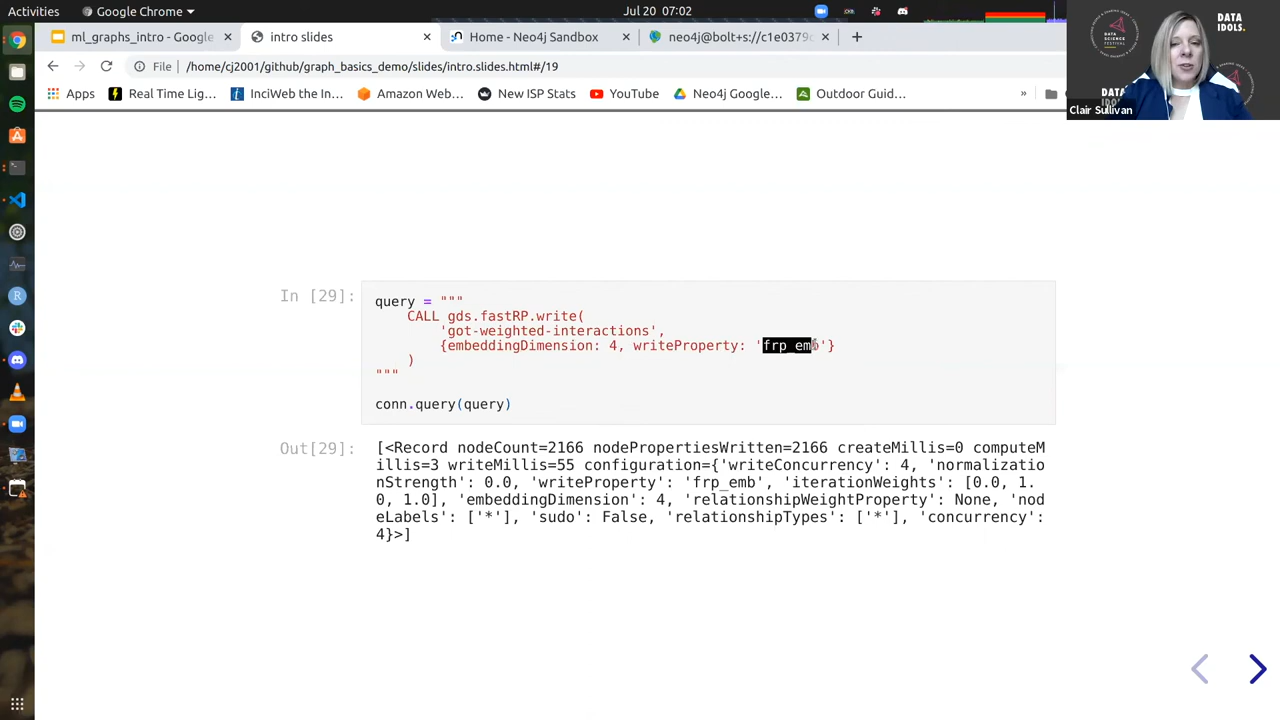 Activities
Google Chrome
Jul 20 07:02
ml_graphs_intro - Google
intro slides
Home - Neo4j Sandbox
neo4j@bolt+s://c1e0379c
File
/home/cj2001/github/graph_basics_demo/slides/intro.slides.html#/19
Apps
Real Time Lig...
InciWeb the In...
Amazon Web...
New ISP Stats
YouTube
Neo4j Google...
Outdoor Guid...
»
DATA SCIENCE FESTIVAL
DATA IDOLS.
Clair Sullivan
In [29]:
query = """
CALL gds.fastRP.write(
'got-weighted-interactions',
{embeddingDimension: 4, writeProperty: 'frp_emb'}
)
"""
conn.query(query)
Out[29]:
[<Record nodeCount=2166 nodePropertiesWritten=2166 createMillis=0 computeM
illis=3 writeMillis=55 configuration={'writeConcurrency': 4, 'normalizatio
nStrength': 0.0, 'writeProperty': 'frp_emb', 'iterationWeights': [0.0, 1.
0, 1.0], 'embeddingDimension': 4, 'relationshipWeightProperty': None, 'nod
eLabels': ['*'], 'sudo': False, 'relationshipTypes': ['*'], 'concurrency':
4}>]